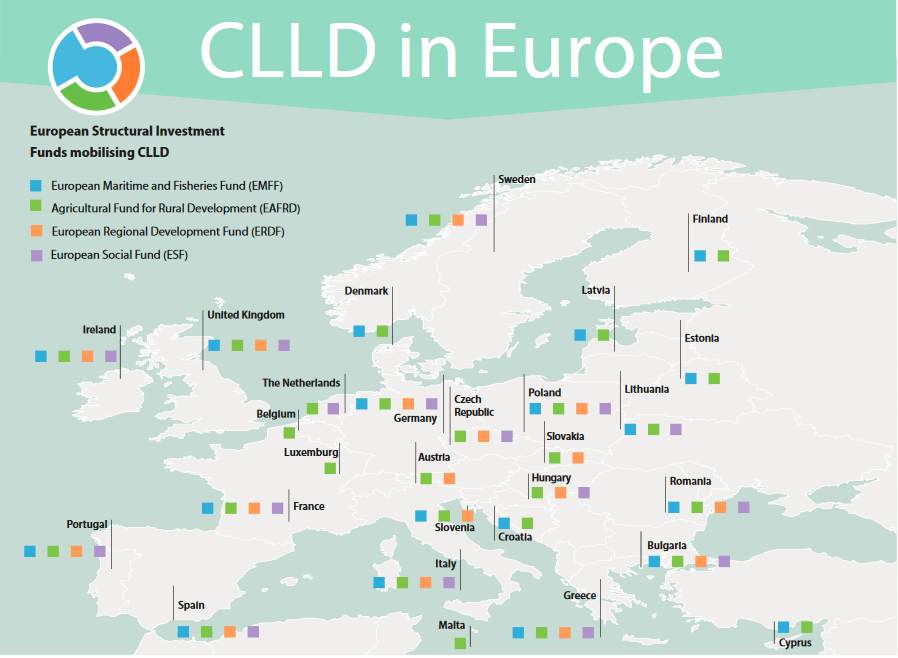 CLLD in Europe
European Structural Investment
Funds mobilising CLLD
European Maritime and Fisheries Fund (EMFF)
Agricultural Fund for Rural Development (EAFRD)
European Regional Development Fund (ERDF)
European Social Fund (ESF)
Sweden
Finland
Denmark
Latvia
United Kingdom
Ireland
Estonia
The Netherlands
Lithuania
Poland
Czech
Republic
Belgium
Germany
Slovakia
Luxemburg
Austria
Hungary
Romania
France
Portugal
Slovenia
Croatia
Bulgaria
Italy
Greece
Spain
Malta
Cyprus